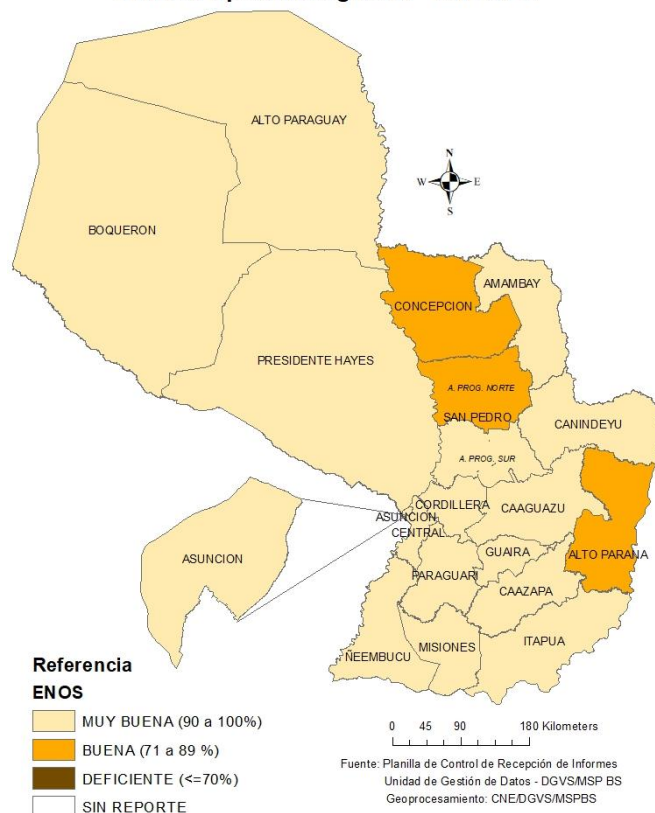 ALTO PARAGUAY
N
W E
S
BOQUERON
AMAMBAY
CONCEPCION
PRESIDENTE HAYES
A. PROG. NORTE
SAN PEDRO
CANINDEYU
A. PROG. SUR
CORDILLERA
CAAGUAZU
ASUNCION
CENTRAL
ASUNCION
GUAIRA
ALTO PARANA
PARAGUARI
CAAZAPA
ITAPUA
MISIONES
ÑEEMBUCU
Referencia
ENOS
MUY BUENA (90 a 100%)
BUENA (71 a 89 %)
DEFICIENTE (<=70%)
SIN REPORTE
0 45 90 180 Kilometers
Fuente: Planilla de Control de Recepción de Informes
Unidad de Gestión de Datos - DGVS/MSP BS
Geoprocesamiento: CNE/DGVS/MSPBS